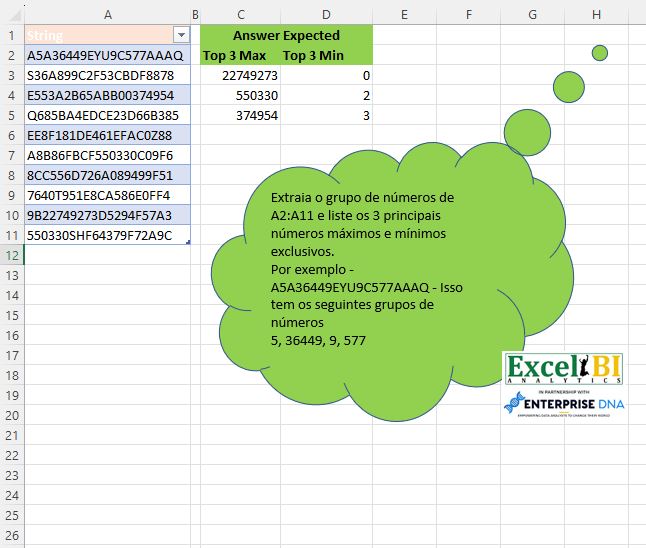 A B C D E F G H
1 String Answer Expected
2 A5A36449EYU9C577AAAQ Top 3 Max Top 3 Min
3 S36A899C2F53CBDF8878 22749273 0
4 E553A2B65ABB00374954 550330 2
5 Q685BA4EDCE23D66B385 374954 3
6 EE8F181DE461EFAC0Z88
7 A8B86FBCF550330C09F6
8 8CC556D726A089499F51
9 7640T951E8CA586E0FF4
10 9B22749273D5294F57A3
11 550330SHF64379F72A9C
12
13
14
15
16
17
18
19
20
21
22
23
24
25
26
Extraia o grupo de números de
A2:A11 e liste os 3 principais
números máximos e mínimos
exclusivos.
Por exemplo -
A5A36449EYU9C577AAAQ - Isso
tem os seguintes grupos de
números
5, 36449, 9, 577
Excel BI
ANALYTICS
IN PARTNERSHIP WITH
ENTERPRISE DNA
EMPOWERING DATA ANALYSTS TO CHANGE THEIR WORLD